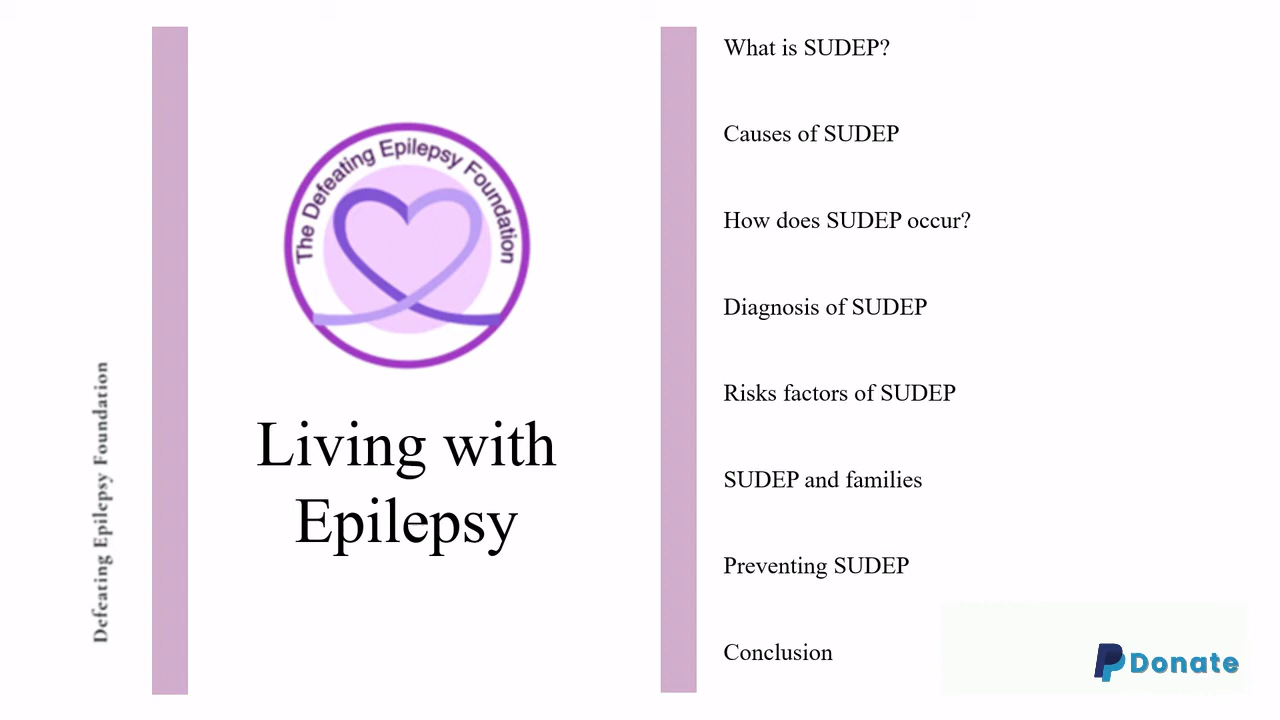 Defeating Epilepsy Foundation
The Defeating Epilepsy Foundation
Living with
Epilepsy
What is SUDEP?
Causes of SUDEP
How does SUDEP occur?
Diagnosis of SUDEP
Risks factors of SUDEP
SUDEP and families
Preventing SUDEP
Conclusion
Donate